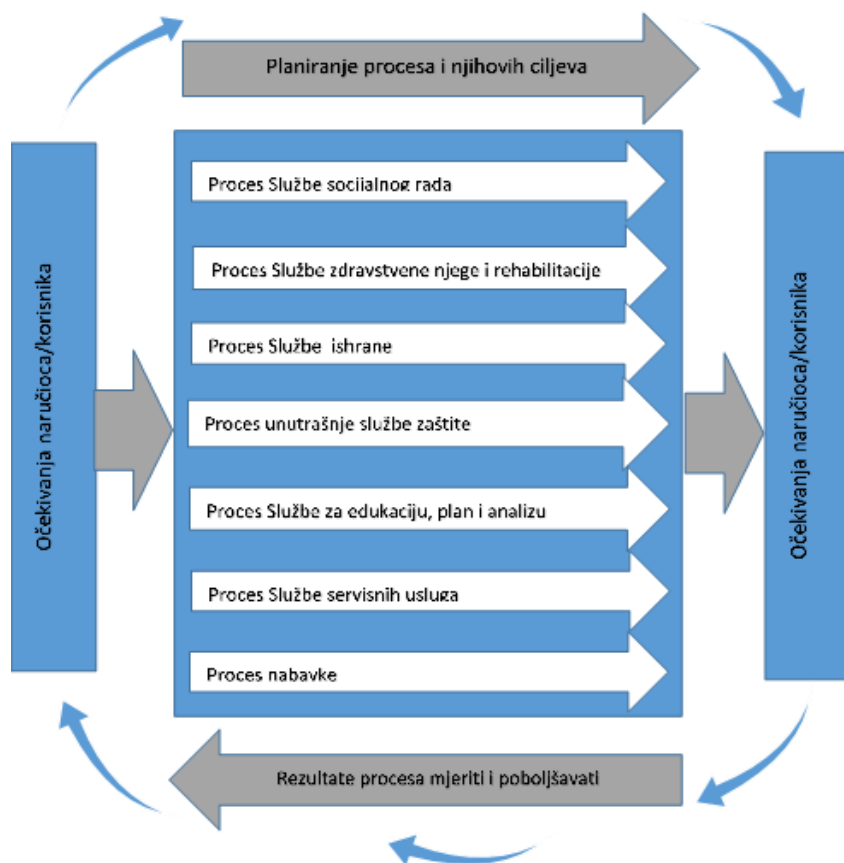 Planiranje procesa i njihovih ciljeva
Očekivanja naručioca/korisnika
Proces Službe socijalnog rada
Proces Službe zdravstvene njege i rehabilitacije
Proces Službe ishrane
Proces unutrašnje službe zaštite
Proces Službe za edukaciju, plan i analizu
Proces Službe servisnih usluga
Proces nabavke
Očekivanja naručioca/korisnika
Rezultate procesa mjeriti i poboljšavati